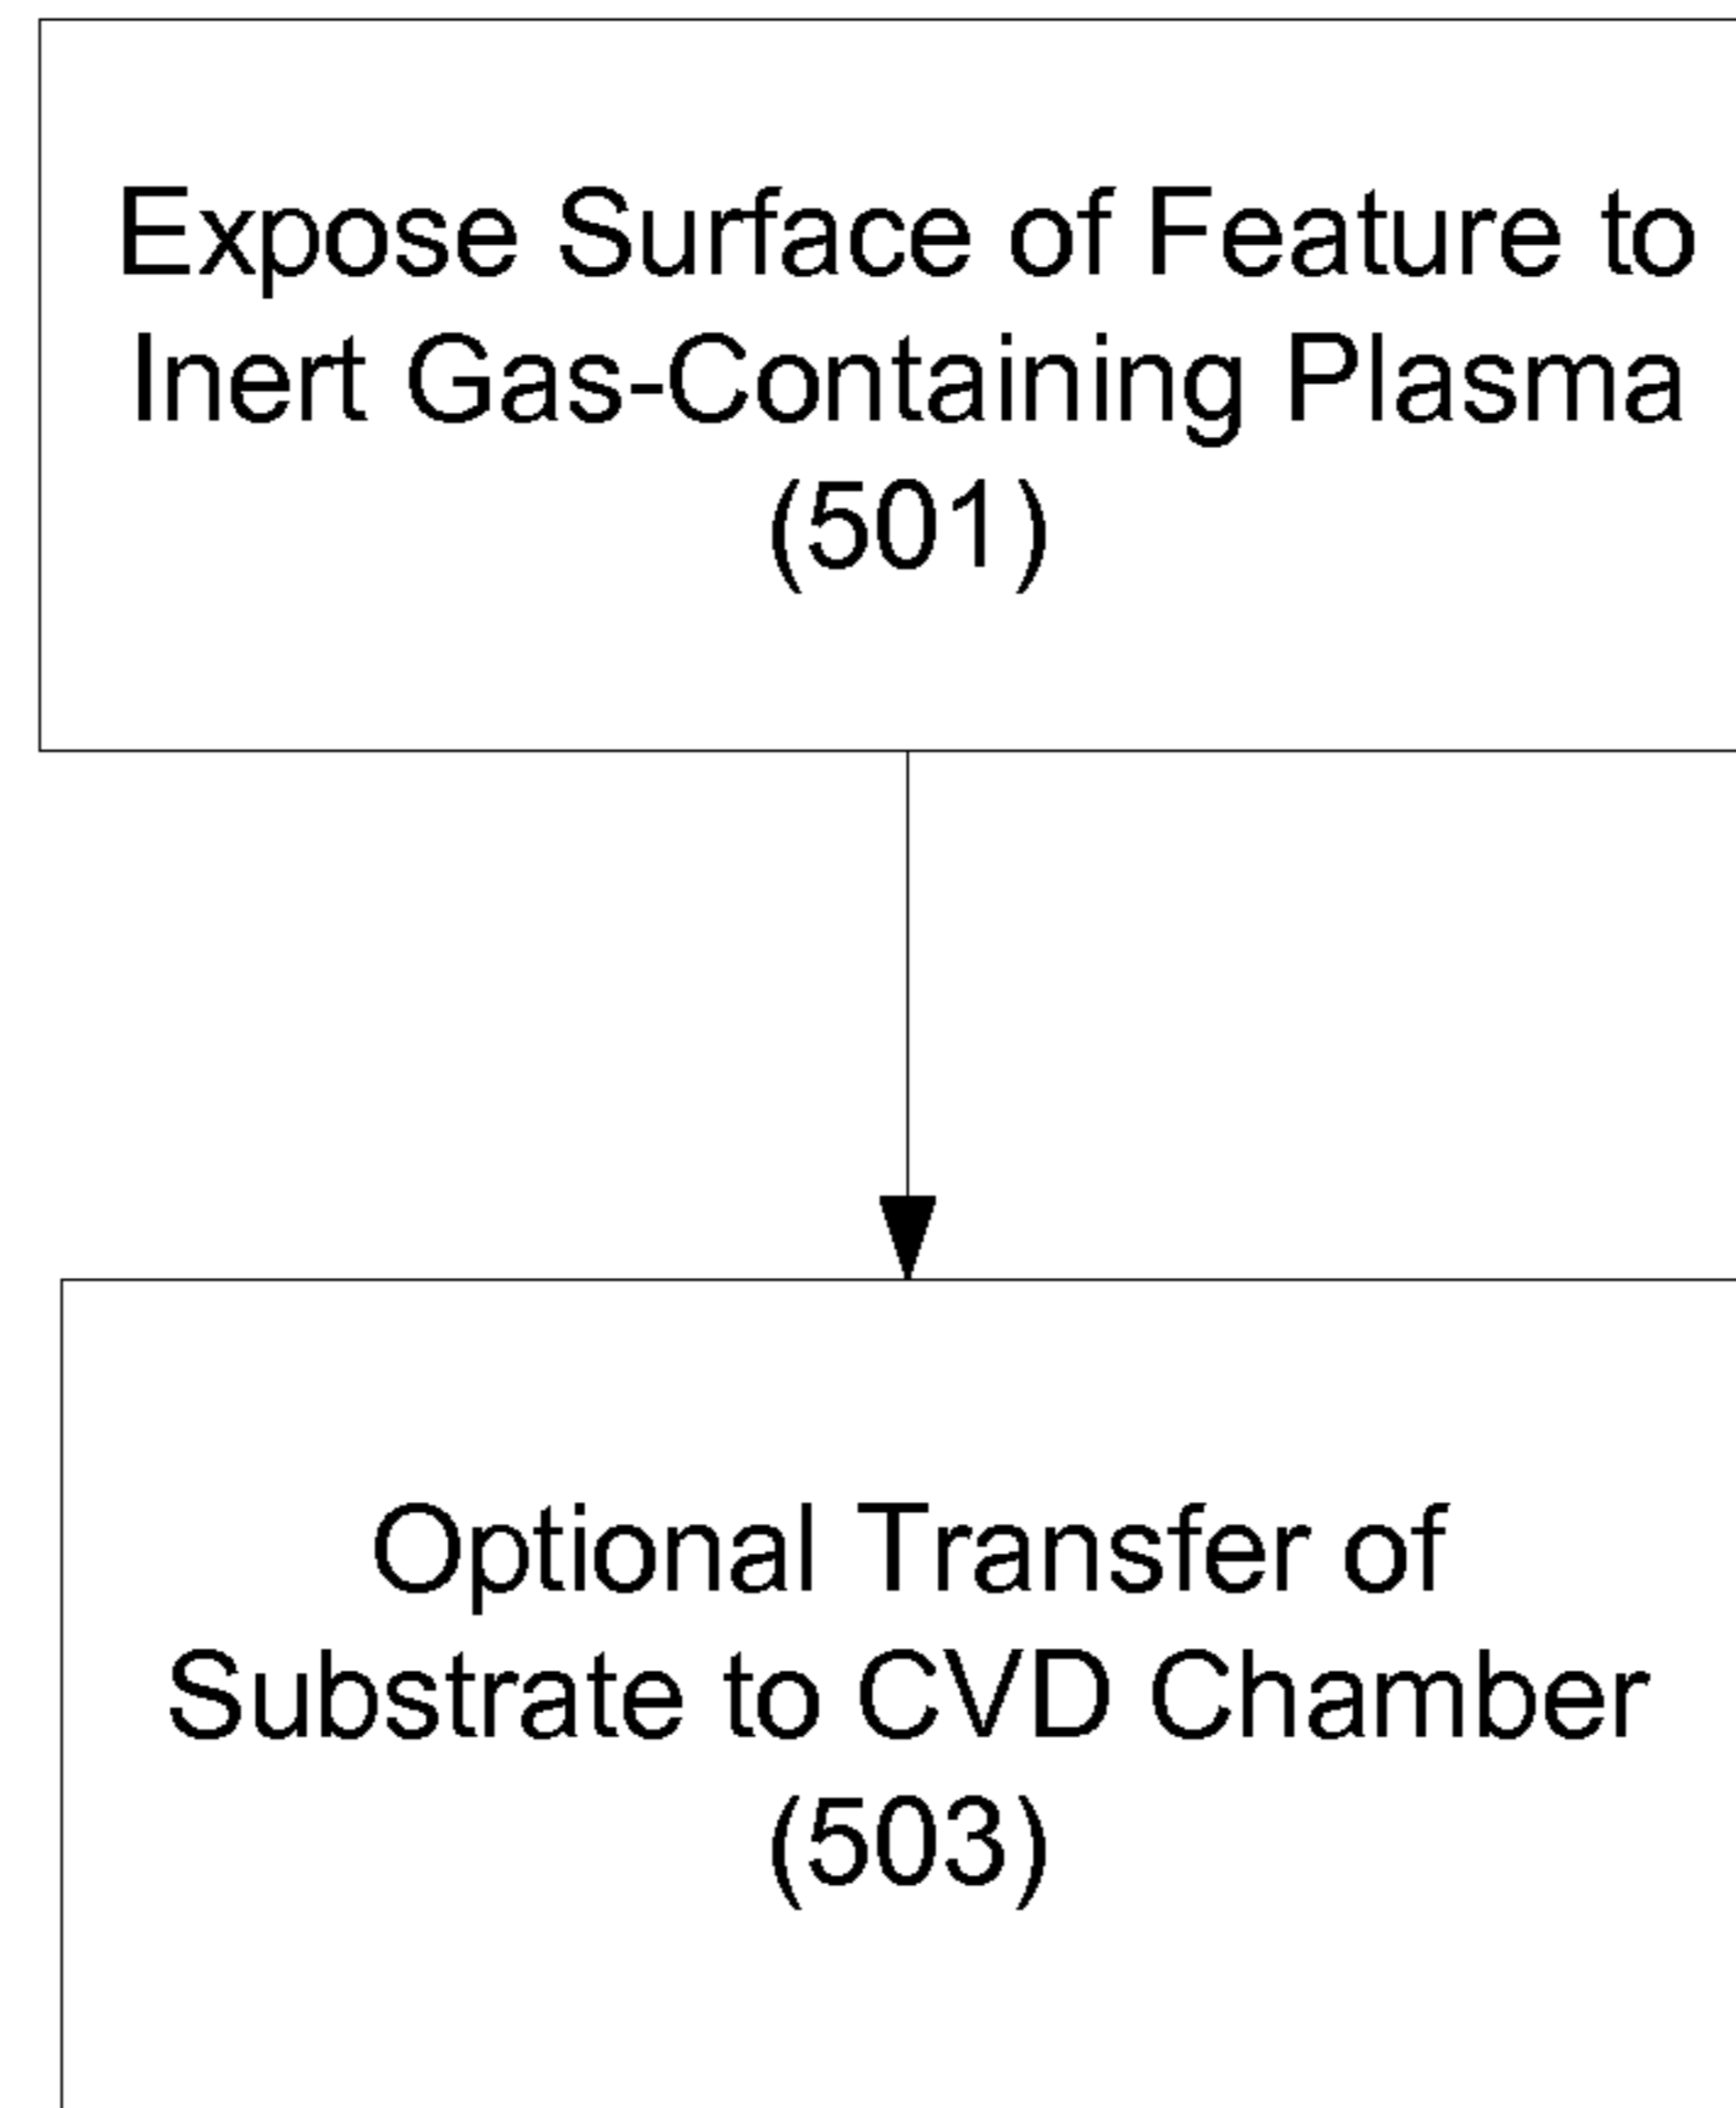 Expose Surface of Feature to
Inert Gas-Containing Plasma
(501)
Optional Transfer of
Substrate to CVD Chamber
(503)